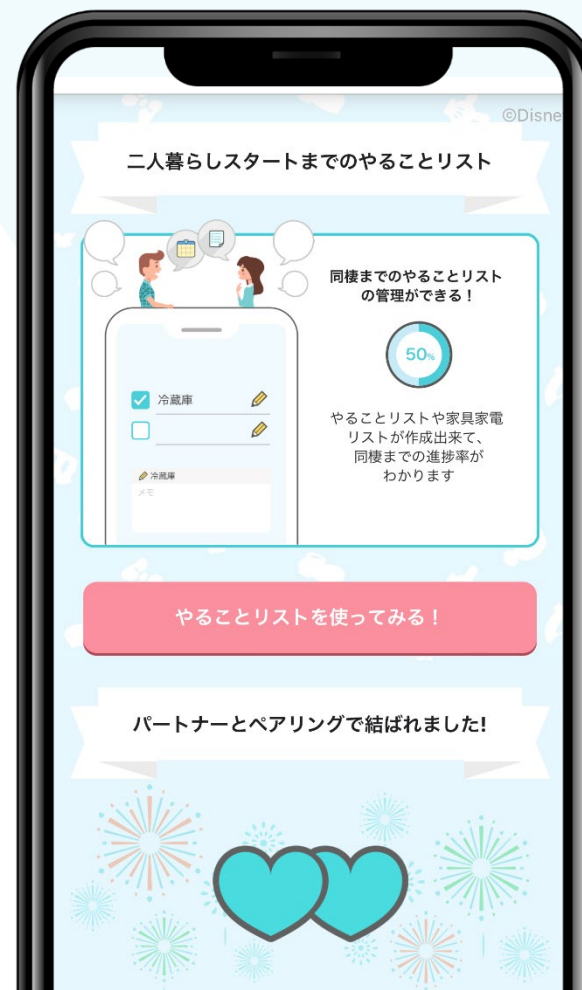 ©Disne
二人暮らしスタートまでのやることリスト
同棲までのやることリスト
の管理ができる！
50%
やることリストや家具家電
リストが作成出来て、
同棲までの進捗率が
わかります
冷蔵庫
冷蔵庫
メモ
やることリストを使ってみる！
パートナーとペアリングで結ばれました!